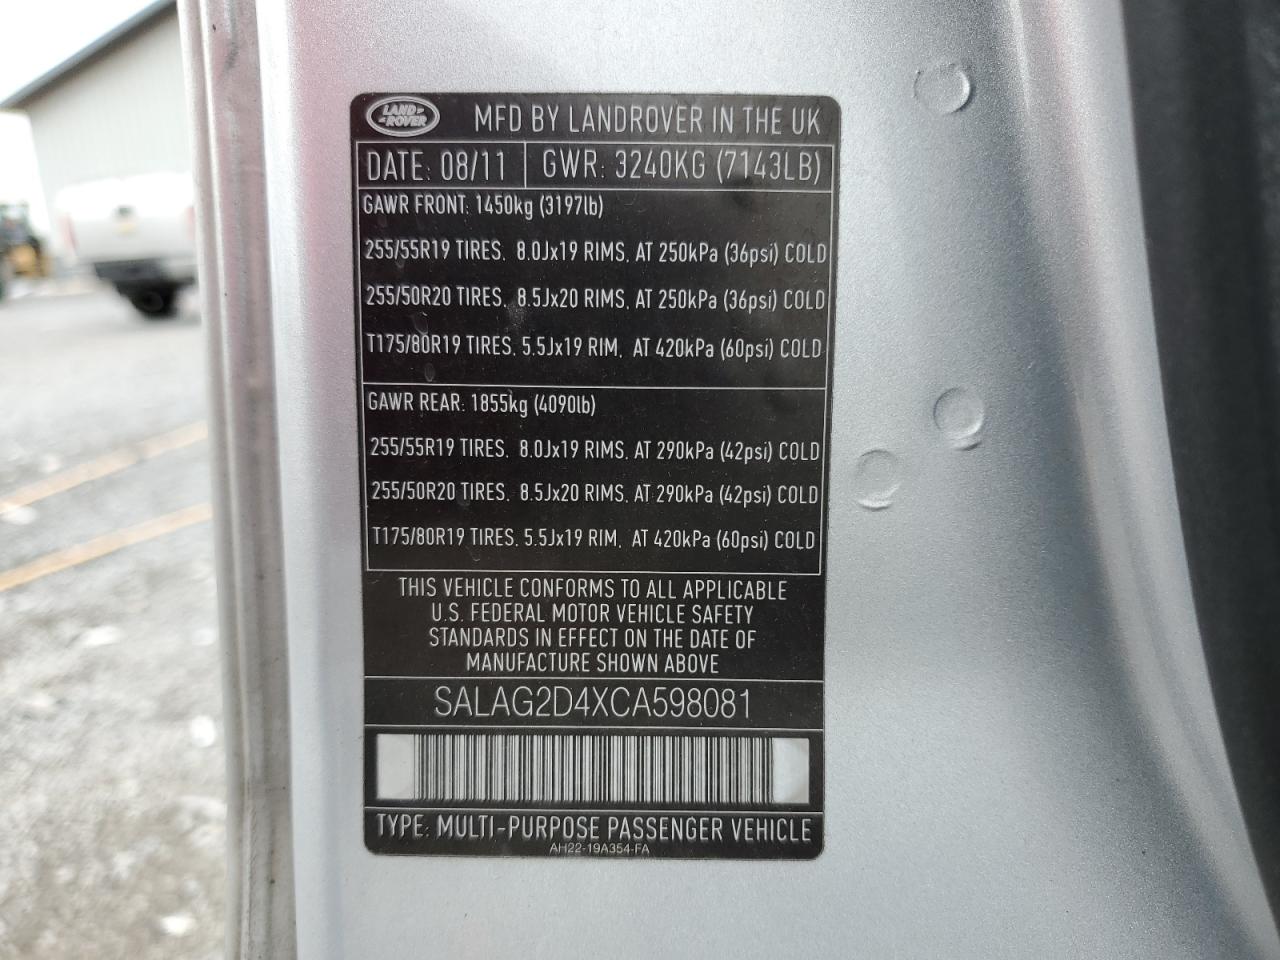 LAND ROVER
MFD BY LANDROVER IN THE UK
DATE: 08/11 GWR: 3240KG (7143LB)
GAWR FRONT: 1450kg (3197lb)
255/55R19 TIRES, 8.0Jx19 RIMS, AT 250kPa (36psi) COLD
255/50R20 TIRES, 8.5Jx20 RIMS, AT 250kPa (36psi) COLD
T175/80R19 TIRES, 5.5Jx19 RIM, AT 420kPa (60psi) COLD
GAWR REAR: 1855kg (4090lb)
255/55R19 TIRES, 8.0Jx19 RIMS, AT 290kPa (42psi) COLD
255/50R20 TIRES, 8.5Jx20 RIMS, AT 290kPa (42psi) COLD
T175/80R19 TIRES, 5.5Jx19 RIM, AT 420kPa (60psi) COLD
THIS VEHICLE CONFORMS TO ALL APPLICABLE
U.S. FEDERAL MOTOR VEHICLE SAFETY
STANDARDS IN EFFECT ON THE DATE OF
MANUFACTURE SHOWN ABOVE
SALAG2D4XCA598081
TYPE: MULTI-PURPOSE PASSENGER VEHICLE
AH22-19A354-FA